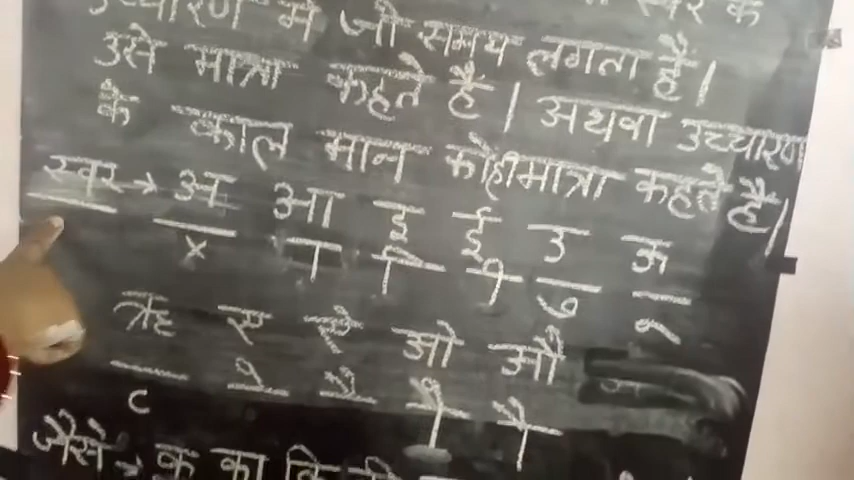 उच्चारण में जो समय लगता है।
उसे मात्रा कहते हैं। अथवा उच्चारण
के काल मान को ही मात्रा कहते है।
स्वर → अ आ इ ई उ ऊ
x ा ि ी ु ू
ऋ ए ऐ ओ औ
ृ े ै ो ौ
जैसे → क का कि